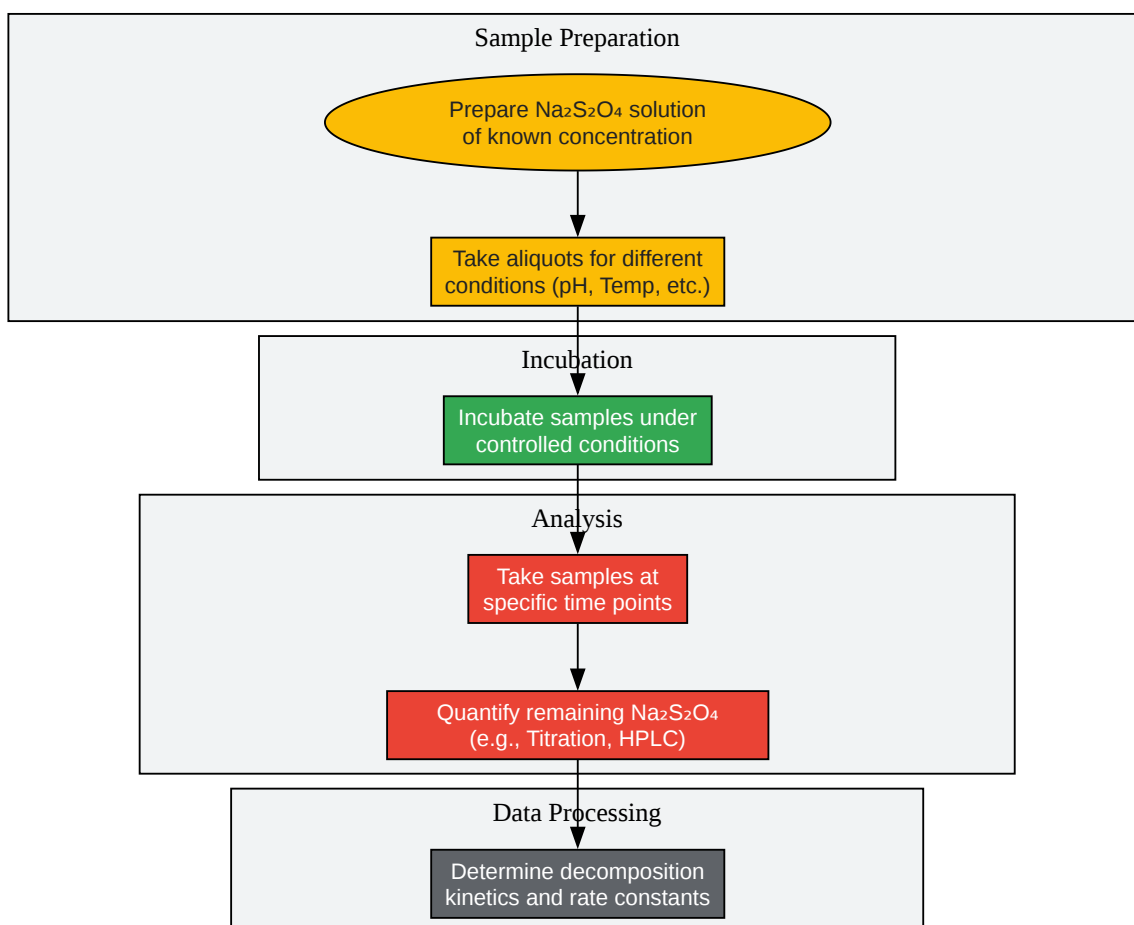 Sample Preparation
Prepare Na₂S₂O₄ solution
of known concentration
Take aliquots for different
conditions (pH, Temp, etc.)
Incubation
Incubate samples under
controlled conditions
Analysis
Take samples at
specific time points
Quantify remaining Na₂S₂O₄
(e.g., Titration, HPLC)
Data Processing
Determine decomposition
kinetics and rate constants